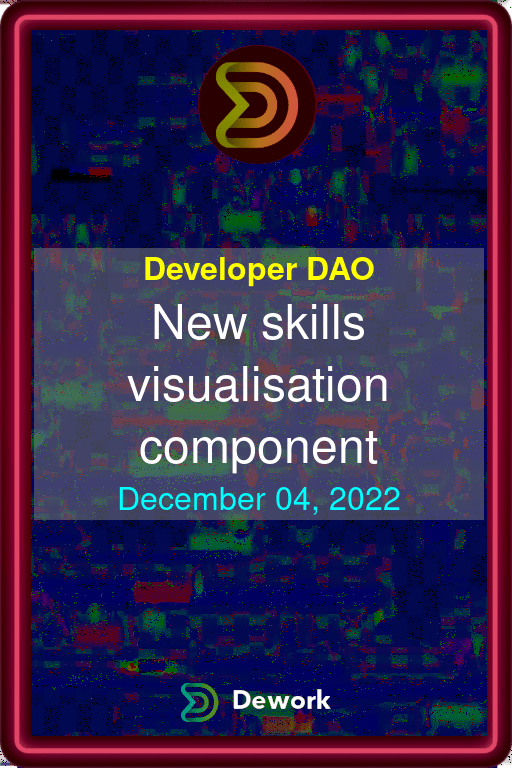 Developer DAO
New skills
visualisation
component
December 04, 2022
Dework